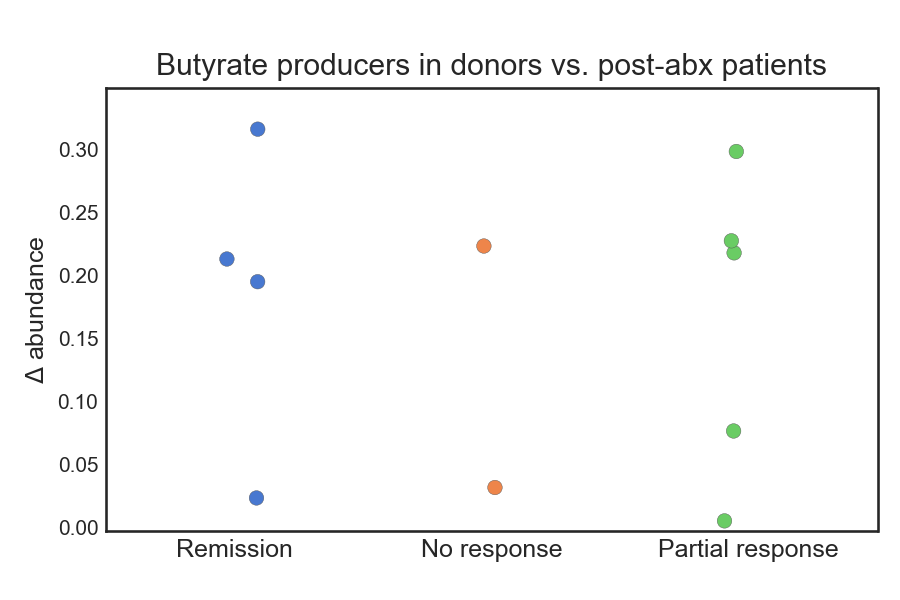 Butyrate producers in donors vs. post-abx patients
Δ abundance
0.30
0.25
0.20
0.15
0.10
0.05
0.00
Remission No response Partial response